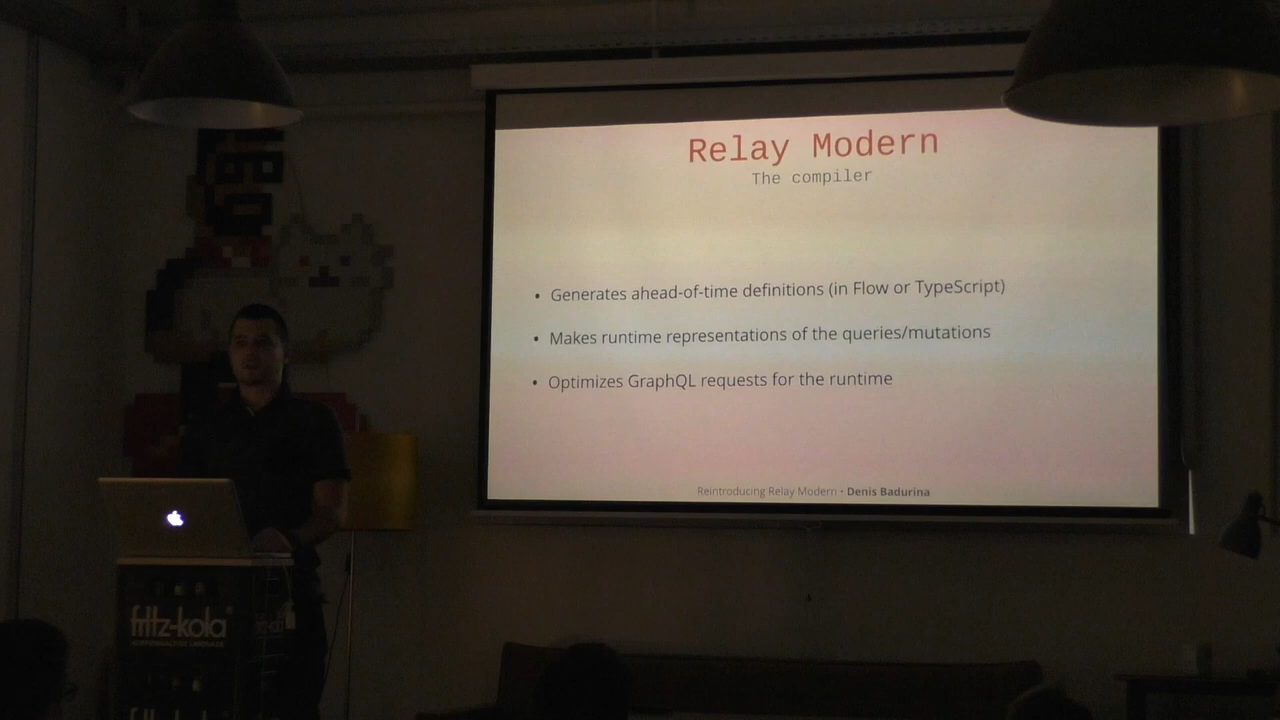 Relay Modern
The compiler
• Generates ahead-of-time definitions (in Flow or TypeScript)
• Makes runtime representations of the queries/mutations
• Optimizes GraphQL requests for the runtime
Reintroducing Relay Modern • Denis Badurina
fritz-kola